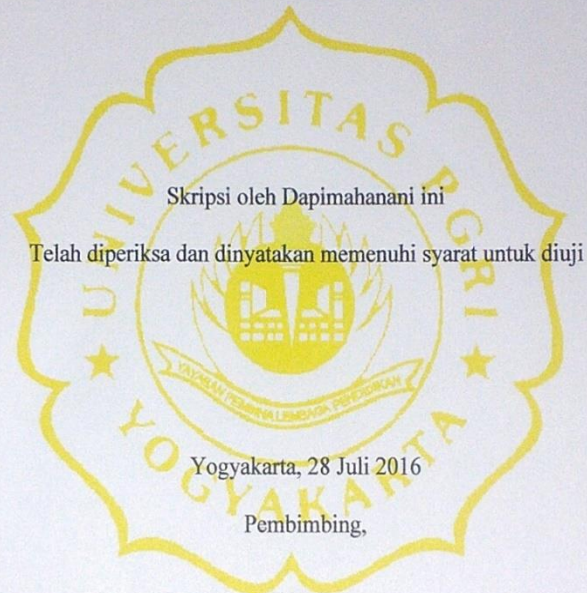 UNIVERSITAS PGRI
Skripsi oleh Dapimahanani ini
Telah diperiksa dan dinyatakan memenuhi syarat untuk diuji
YAYASAN PEMBINA LEMBAGA PENDIDIKAN
YOGYAKARTA
Yogyakarta, 28 Juli 2016
Pembimbing,